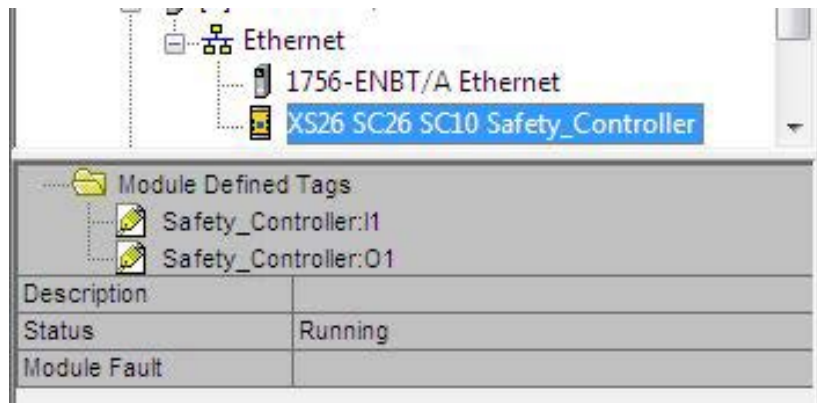 Ethernet
1756-ENBT/A Ethernet
XS26 SC26 SC10 Safety_Controller
Module Defined Tags
Safety_Controller:I1
Safety_Controller:O1
Description
Status Running
Module Fault